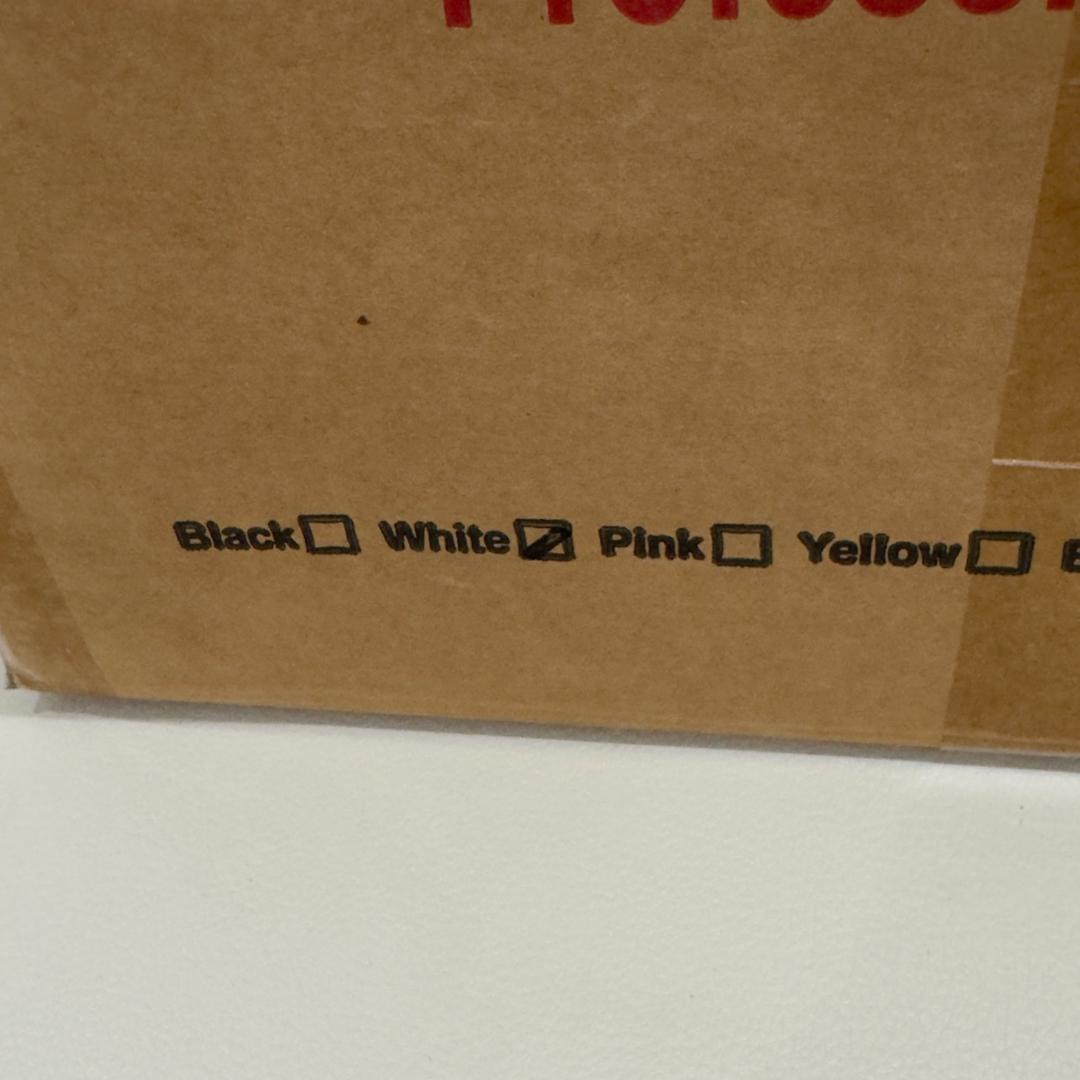 Black☐ White☑ Pink☐ Yellow☐